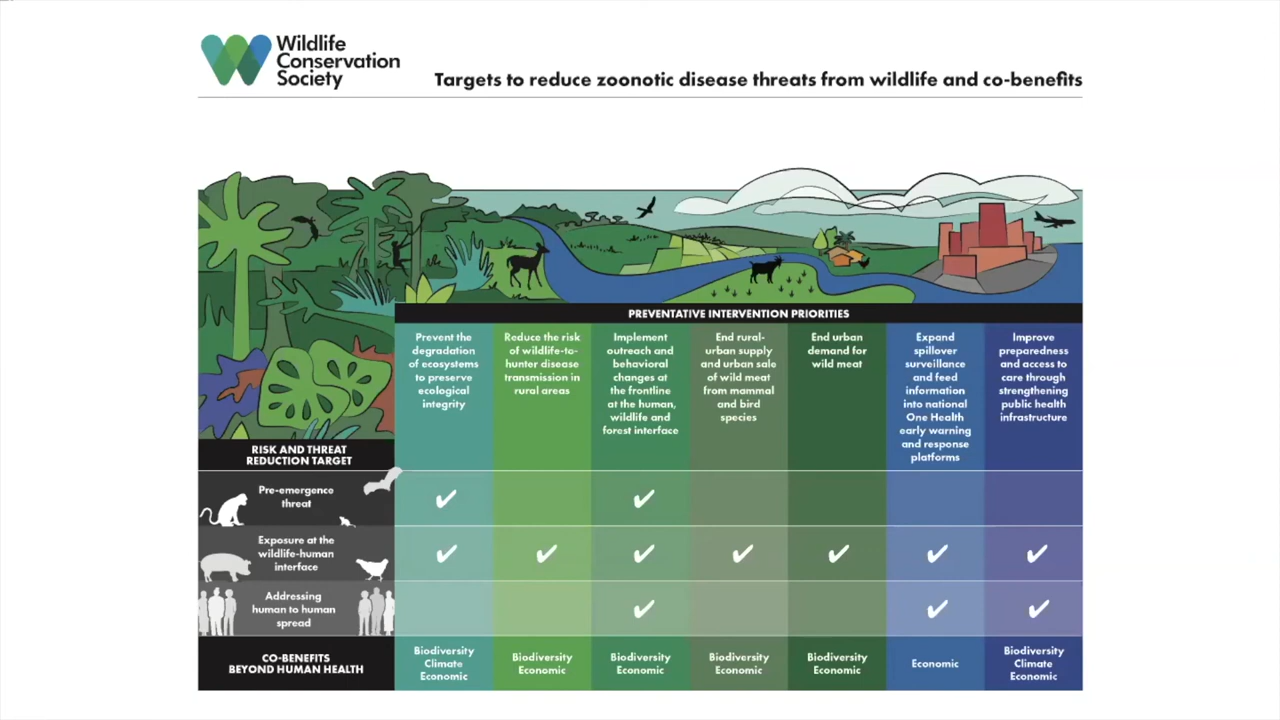 Wildlife
Conservation
Society
Targets to reduce zoonotic disease threats from wildlife and co-benefits
PREVENTATIVE INTERVENTION PRIORITIES
Prevent the
degradation
of ecosystems
to preserve
ecological
integrity
Reduce the risk
of wildlife-to-
hunter disease
transmission in
rural areas
Implement
outreach and
behavioral
changes at
the frontline
at the human,
wildlife and
forest interface
End rural-
urban supply
and urban sale
of wild meat
from mammal
and bird
species
End urban
demand for
wild meat
Expand
spillover
surveillance
and feed
information
into national
One Health
early warning
and response
platforms
Improve
preparedness
and access to
care through
strengthening
public health
infrastructure
RISK AND THREAT
REDUCTION TARGET
Pre-emergence
threat
✔ ✔
Exposure at the
wildlife-human
interface
✔ ✔ ✔ ✔ ✔ ✔ ✔
Addressing
human to human
spread
✔ ✔ ✔
CO-BENEFITS
BEYOND HUMAN HEALTH
Biodiversity
Climate
Economic
Biodiversity
Economic
Biodiversity
Economic
Biodiversity
Economic
Biodiversity
Economic
Economic
Biodiversity
Climate
Economic